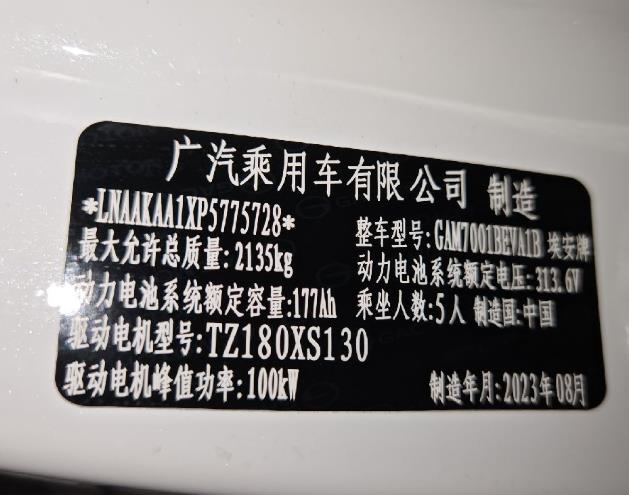 广汽乘用车有限公司 制造
*LNAAKAA1XP5775728*
整车型号:GAM7001BEVA1B 埃安牌
最大允许总质量:2135kg
动力电池系统额定电压:313.6V
动力电池系统额定容量:177Ah
乘坐人数:5人 制造国:中国
驱动电机型号:TZ180XS130
驱动电机峰值功率:100kW
制造年月:2023年08月